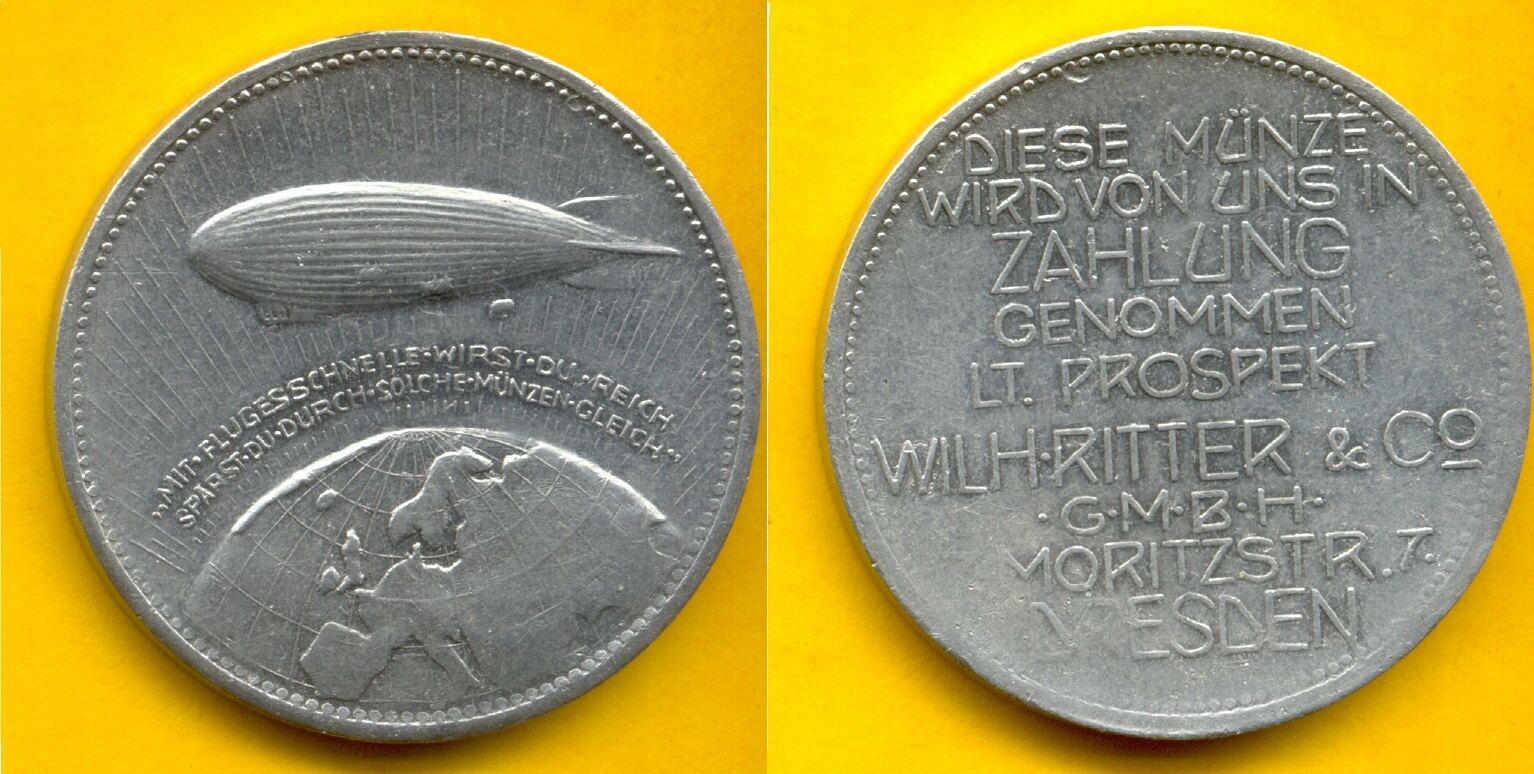 „MIT·FLUGESSCHNELLE·WIRST·DU·REICH
SPARST·DU·DURCH·SOLCHE·MÜNZEN·GLEICH“
DIESE MÜNZE
WIRD VON UNS IN
ZAHLUNG
GENOMMEN
LT. PROSPEKT
WILH·RITTER & Co
·G·M·B·H·
MORITZSTR. 7.
DRESDEN